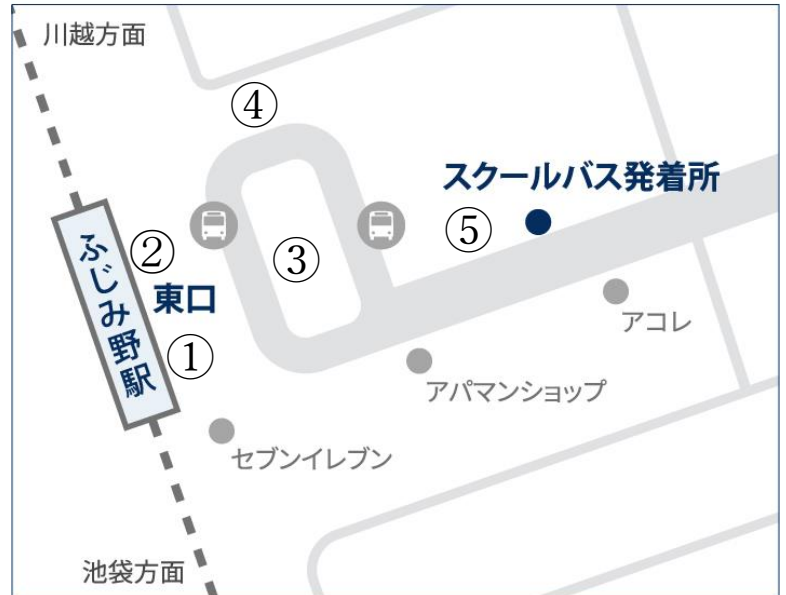 川越方面
④
スクールバス発着所
⑤
②
③
ふじみ野駅
東口
①
アコレ
アパマンショップ
セブンイレブン
池袋方面